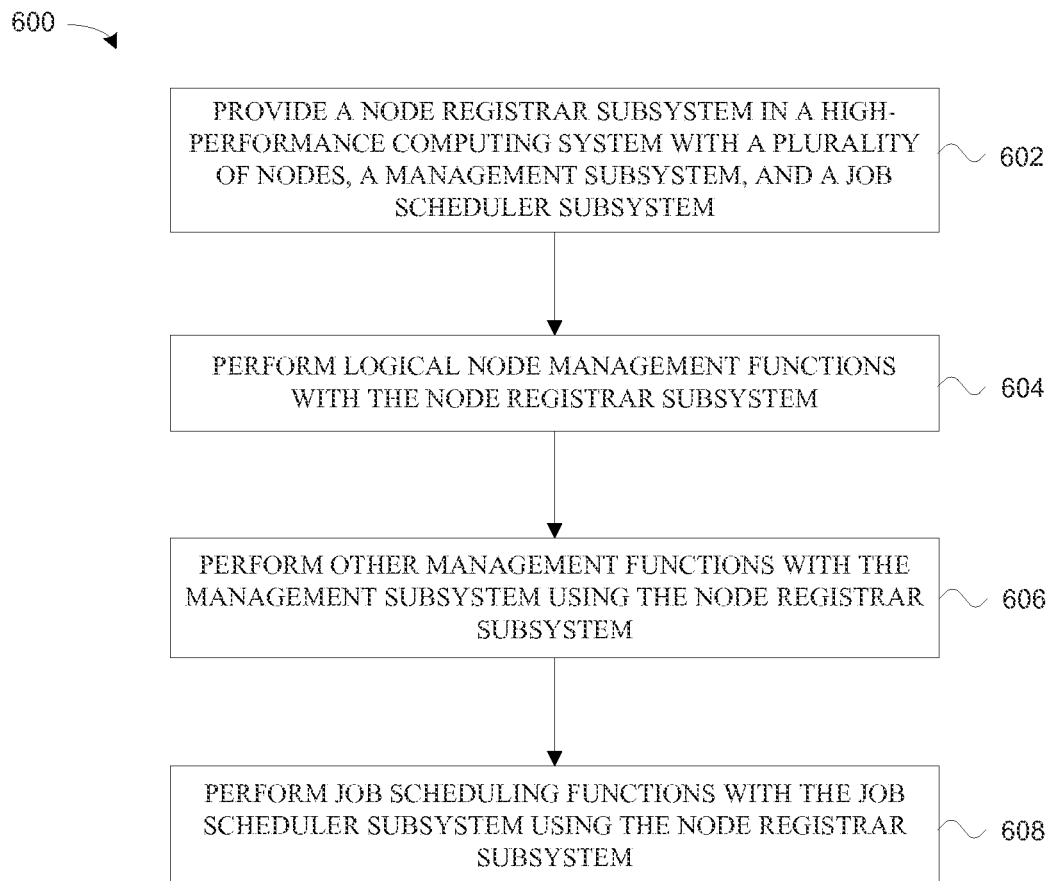 600
PROVIDE A NODE REGISTRAR SUBSYSTEM IN A HIGH-
PERFORMANCE COMPUTING SYSTEM WITH A PLURALITY
OF NODES, A MANAGEMENT SUBSYSTEM, AND A JOB
SCHEDULER SUBSYSTEM
602
PERFORM LOGICAL NODE MANAGEMENT FUNCTIONS
WITH THE NODE REGISTRAR SUBSYSTEM
604
PERFORM OTHER MANAGEMENT FUNCTIONS WITH THE
MANAGEMENT SUBSYSTEM USING THE NODE REGISTRAR
SUBSYSTEM
606
PERFORM JOB SCHEDULING FUNCTIONS WITH THE JOB
SCHEDULER SUBSYSTEM USING THE NODE REGISTRAR
SUBSYSTEM
608